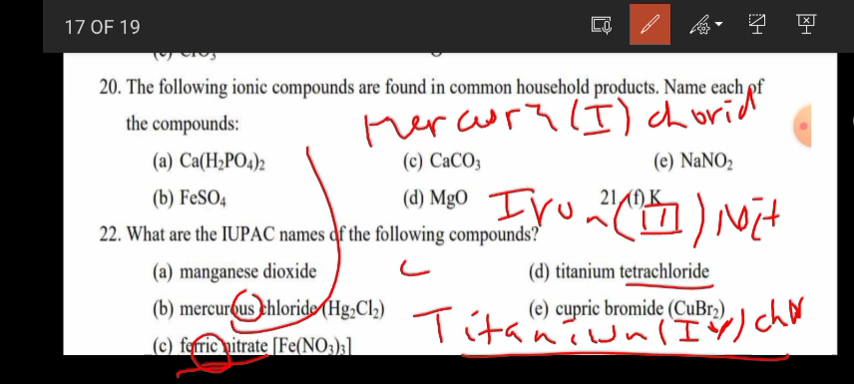 17 OF 19
20. The following ionic compounds are found in common household products. Name each of
the compounds:
Mercury (I) chorid
(a) Ca(H₂PO₄)₂ (c) CaCO₃ (e) NaNO₂
(b) FeSO₄ (d) MgO 21. (f) K
Iron (III) Nit
22. What are the IUPAC names of the following compounds?
(a) manganese dioxide (d) titanium tetrachloride
(b) mercurous chloride (Hg₂Cl₂) (e) cupric bromide (CuBr₂)
Titanium (IV) chl
(c) ferric nitrate [Fe(NO₃)₃]